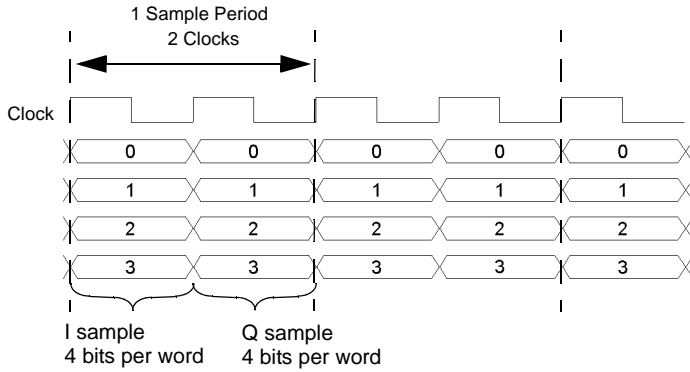 1 Sample Period
2 Clocks
Clock
0 0 0 0 0
1 1 1 1 1
2 2 2 2 2
3 3 3 3 3
I sample
4 bits per word
Q sample
4 bits per word